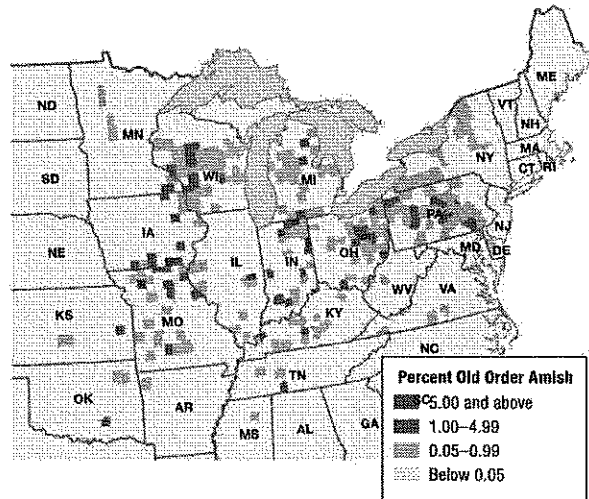 ME
ND
MN
VT
NH
NY
MA
CT
RI
SD
WI
MI
PA
NJ
IA
NE
OH
MD
DE
IL
IN
WV
VA
KS
MO
KY
NC
TN
OK
AR
SC
MS
AL
GA
Percent Old Order Amish
5.00 and above
1.00–4.99
0.05–0.99
Below 0.05